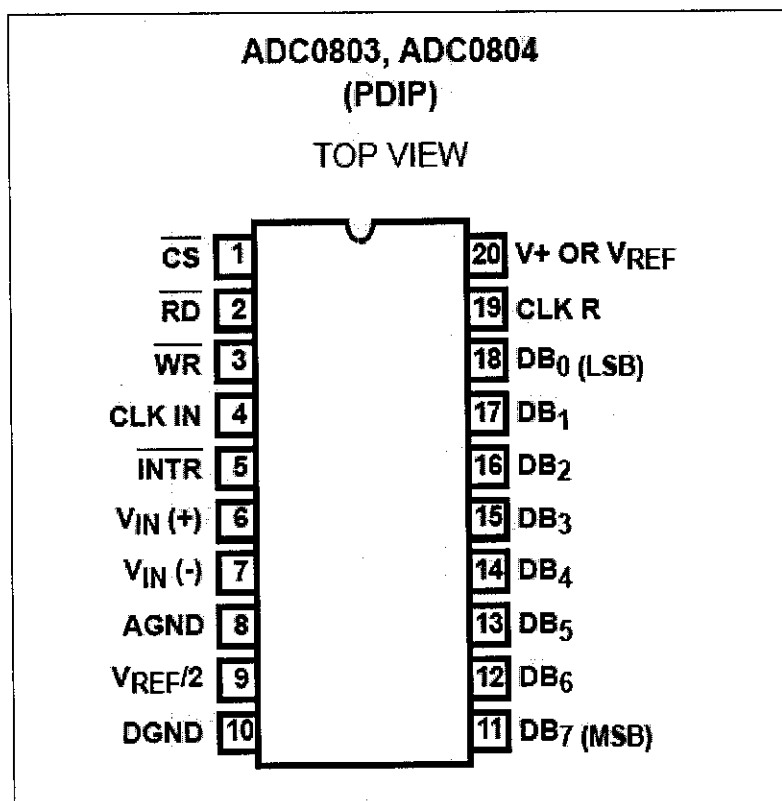 ADC0803, ADC0804
(PDIP)
TOP VIEW
CS 1
RD 2
WR 3
CLK IN 4
INTR 5
VIN (+) 6
VIN (-) 7
AGND 8
VREF/2 9
DGND 10
20 V+ OR VREF
19 CLK R
18 DB0 (LSB)
17 DB1
16 DB2
15 DB3
14 DB4
13 DB5
12 DB6
11 DB7 (MSB)